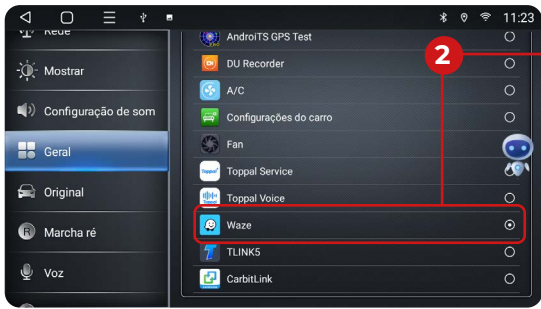 11:23
Rede
Mostrar
Configuração de som
Geral
Original
Marcha ré
Voz
AndroiTS GPS Test
DU Recorder
A/C
Configurações do carro
Fan
Toppal Service
Toppal Voice
Waze
TLINK5
CarbitLink
2